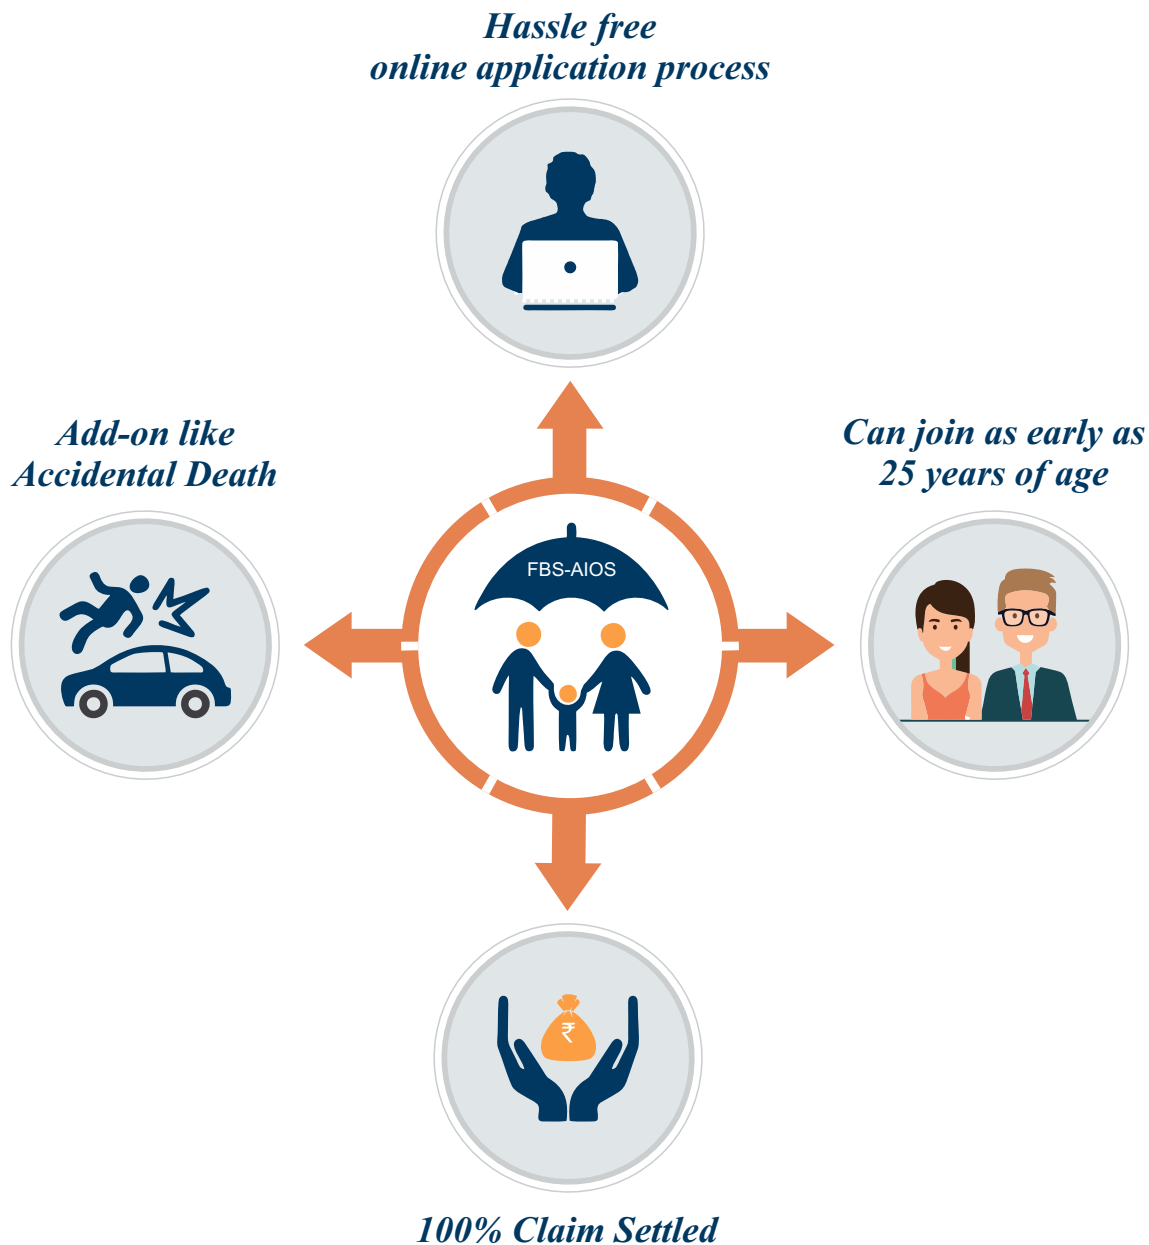 Hassle free
online application process
Add-on like
Accidental Death
Can join as early as
25 years of age
FBS-AIOS
₹
100% Claim Settled